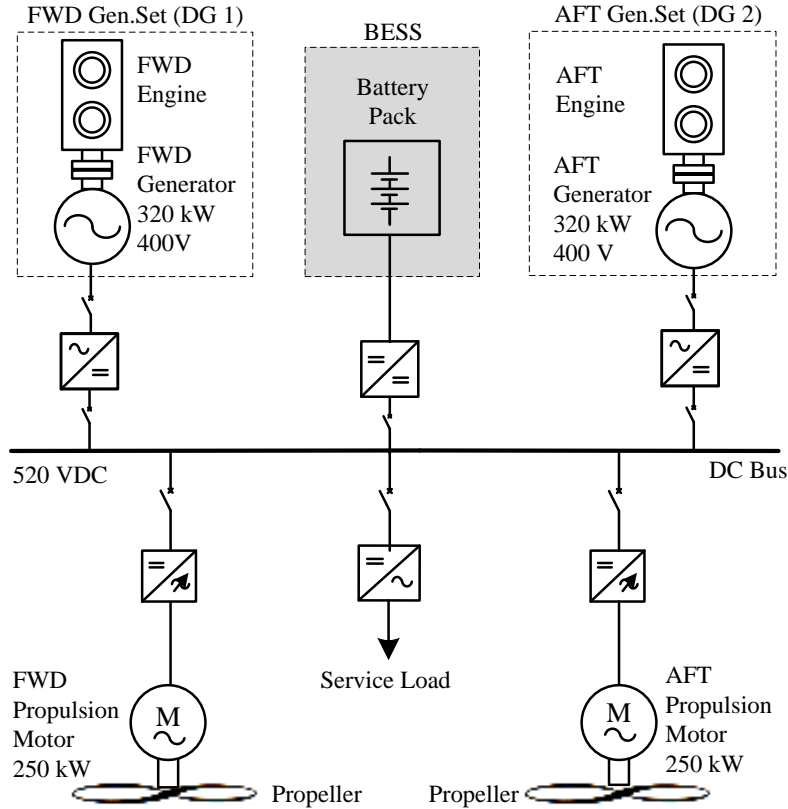 FWD Gen.Set (DG 1)
FWD
Engine
FWD
Generator
320 kW
400V
BESS
Battery
Pack
AFT Gen.Set (DG 2)
AFT
Engine
AFT
Generator
320 kW
400 V
520 VDC
DC Bus
FWD
Propulsion
Motor
250 kW
M
Propeller
Service Load
M
AFT
Propulsion
Motor
250 kW
Propeller